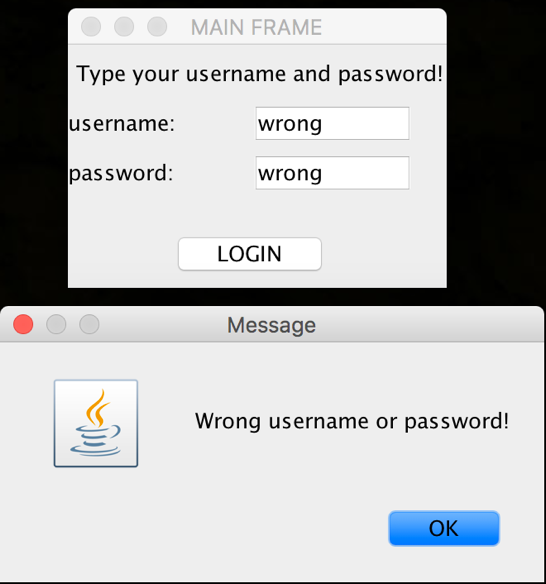 MAIN FRAME
Type your username and password!
username: wrong
password: wrong
LOGIN
Message
Wrong username or password!
OK